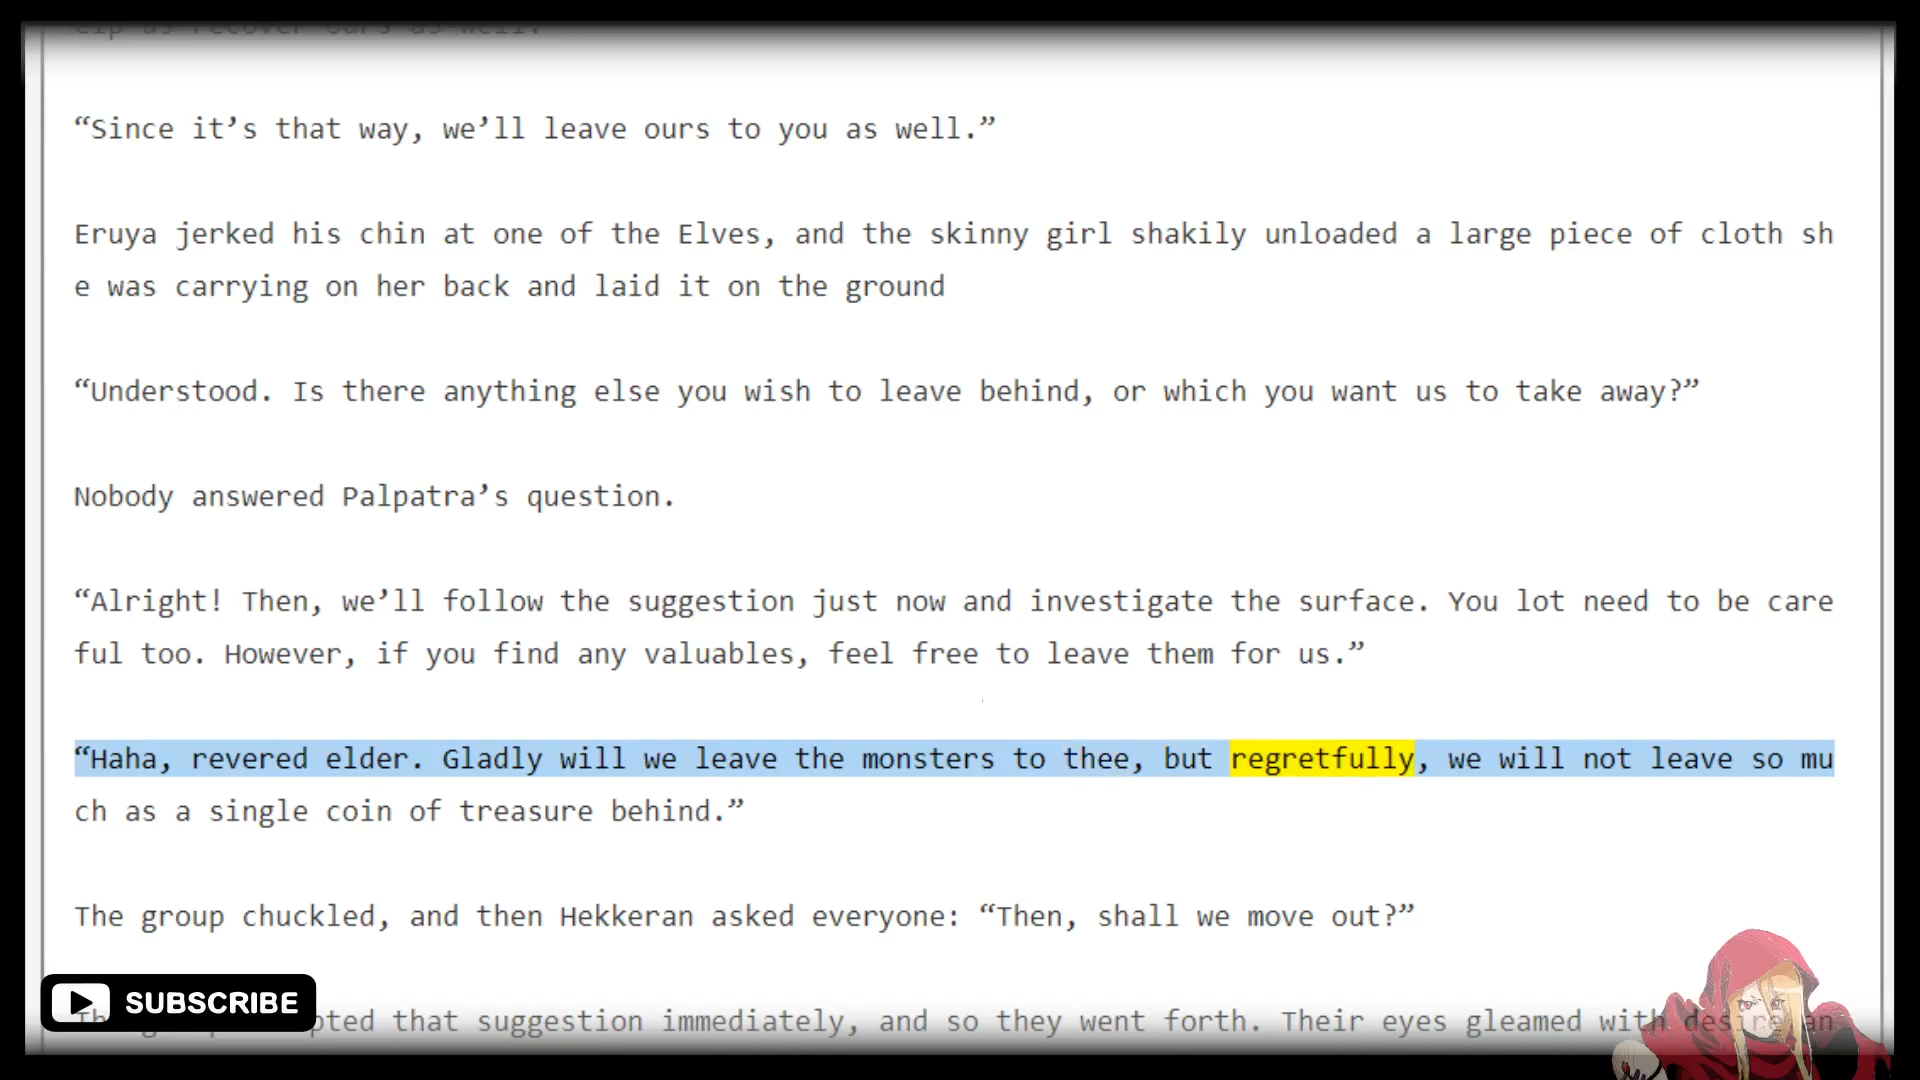 “Since it’s that way, we’ll leave ours to you as well.”
Eruya jerked his chin at one of the Elves, and the skinny girl shakily unloaded a large piece of cloth sh
e was carrying on her back and laid it on the ground
“Understood. Is there anything else you wish to leave behind, or which you want us to take away?”
Nobody answered Palpatra’s question.
“Alright! Then, we’ll follow the suggestion just now and investigate the surface. You lot need to be care
ful too. However, if you find any valuables, feel free to leave them for us.”
“Haha, revered elder. Gladly will we leave the monsters to thee, but regretfully, we will not leave so mu
ch as a single coin of treasure behind.”
The group chuckled, and then Hekkeran asked everyone: “Then, shall we move out?”
SUBSCRIBE
that suggestion immediately, and so they went forth. Their eyes gleamed with desire an